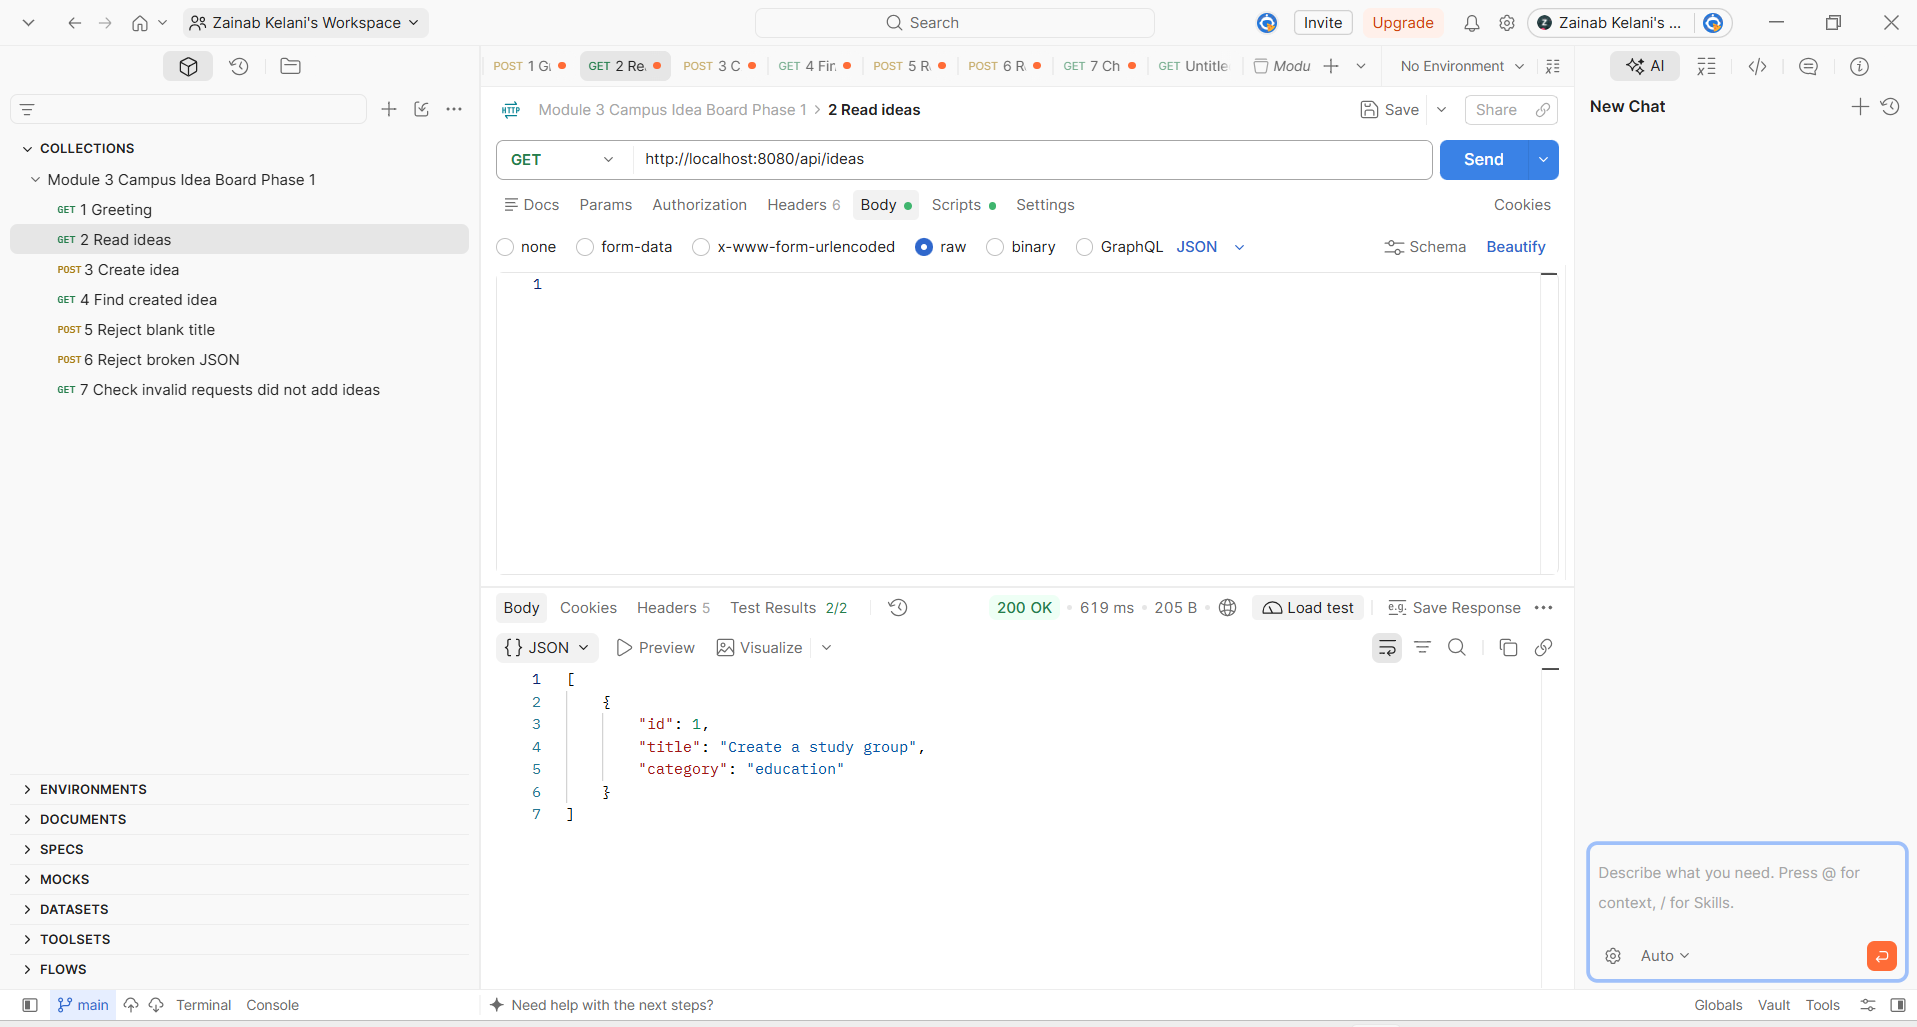 Zainab Kelani's Workspace
Search
Invite
Upgrade
Zainab Kelani's ...
POST 1 G
GET 2 Re
POST 3 C
GET 4 Fin
POST 5 R
POST 6 R
GET 7 Ch
GET Untitle
Modu
No Environment
AI
HTTP
Module 3 Campus Idea Board Phase 1 > 2 Read ideas
Save
Share
New Chat
COLLECTIONS
Module 3 Campus Idea Board Phase 1
GET 1 Greeting
GET 2 Read ideas
POST 3 Create idea
GET 4 Find created idea
POST 5 Reject blank title
POST 6 Reject broken JSON
GET 7 Check invalid requests did not add ideas
ENVIRONMENTS
DOCUMENTS
SPECS
MOCKS
DATASETS
TOOLSETS
FLOWS
GET
http://localhost:8080/api/ideas
Send
Docs
Params
Authorization
Headers 6
Body
Scripts
Settings
Cookies
none
form-data
x-www-form-urlencoded
raw
binary
GraphQL
JSON
Schema
Beautify
1
Body
Cookies
Headers 5
Test Results 2/2
200 OK
619 ms
205 B
Load test
e.g. Save Response
{} JSON
Preview
Visualize
1 [
2 {
3 "id": 1,
4 "title": "Create a study group",
5 "category": "education"
6 }
7 ]
Describe what you need. Press @ for
context, / for Skills.
Auto
main
Terminal
Console
Need help with the next steps?
Globals
Vault
Tools